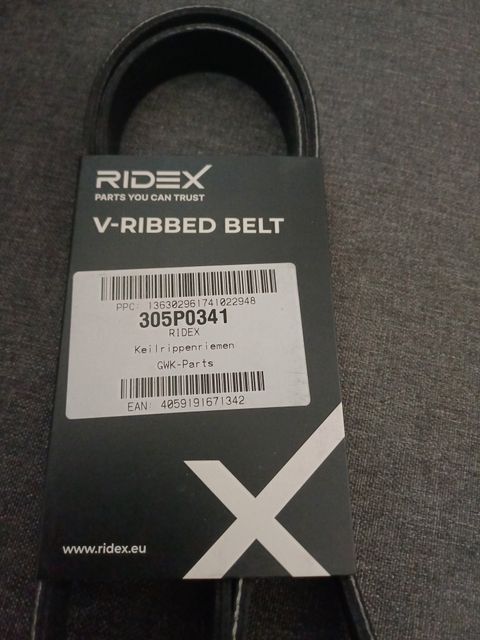 RIDEX
PARTS YOU CAN TRUST
V-RIBBED BELT
PPC: 136302961741022948
305P0341
RIDEX
Keilrippenriemen
GWK-Parts
EAN: 4059191671342
www.ridex.eu